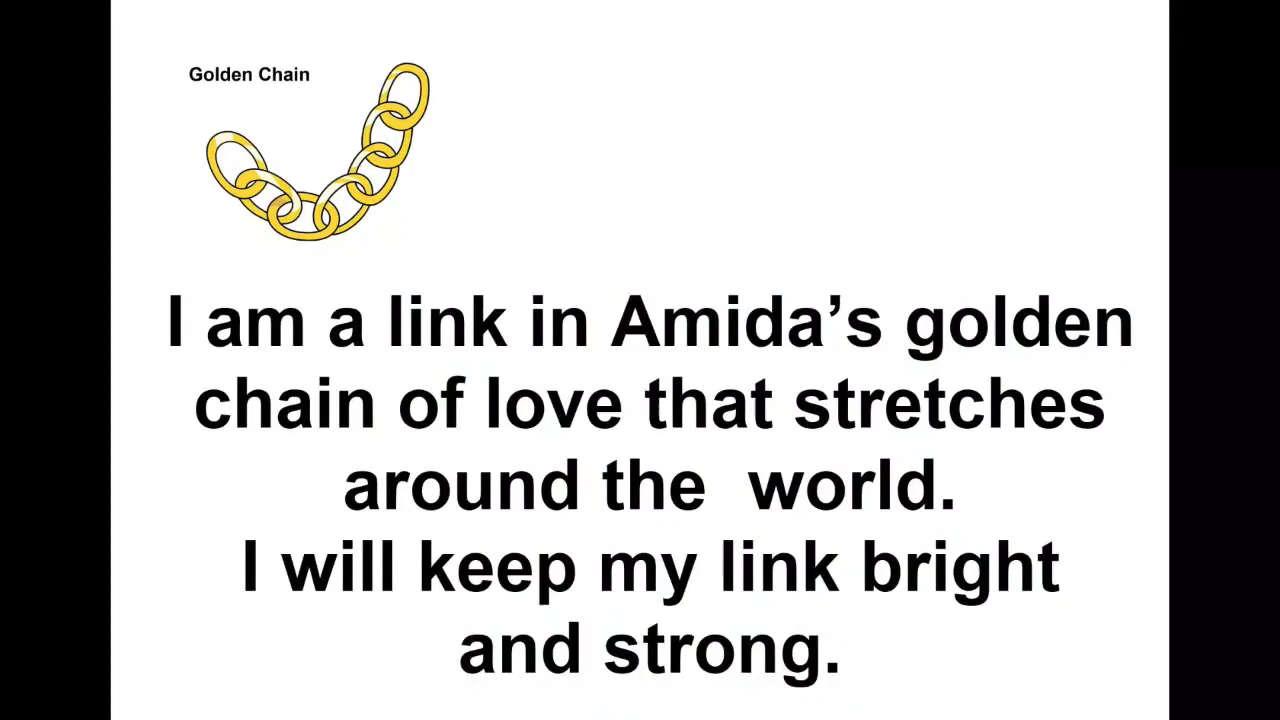 Golden Chain
I am a link in Amida’s golden
chain of love that stretches
around the  world.
I will keep my link bright
and strong.